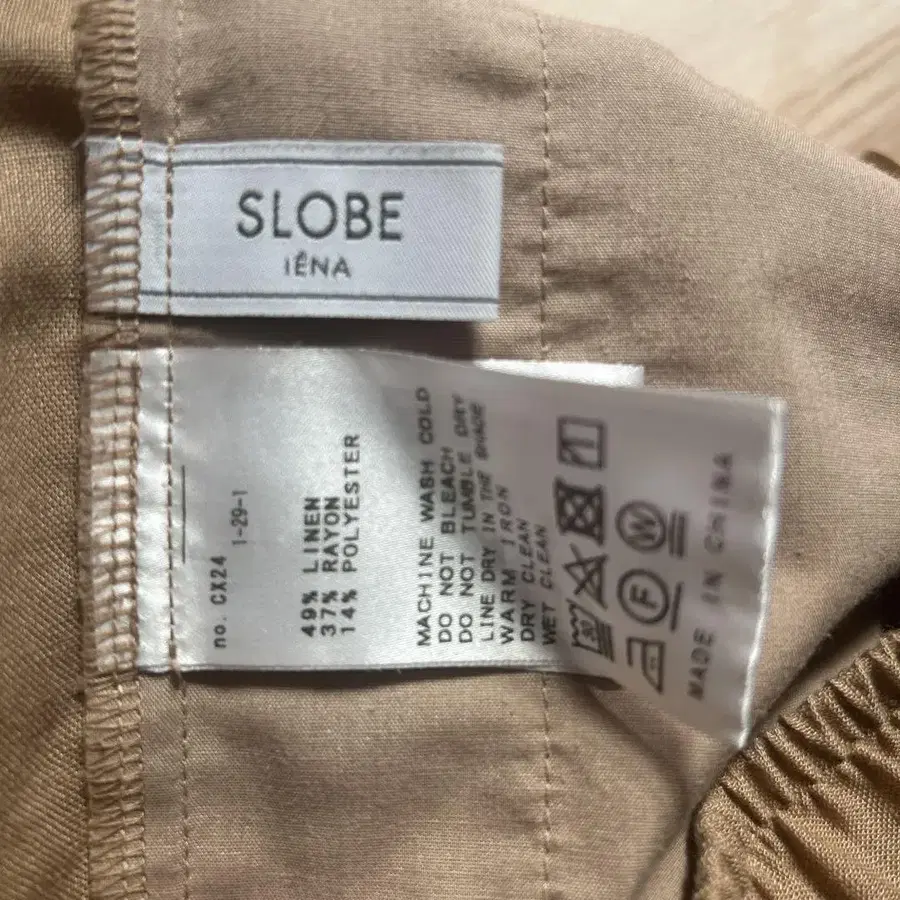 SLOBE
IÉNA
no. CX24
1-29-1
49% LINEN
37% RAYON
14% POLYESTER
MACHINE WASH COLD
DO NOT BLEACH
DO NOT TUMBLE DRY
LINE DRY IN THE SHADE
WARM IRON
DRY CLEAN
WET CLEAN
30
F
W
MADE IN CHINA